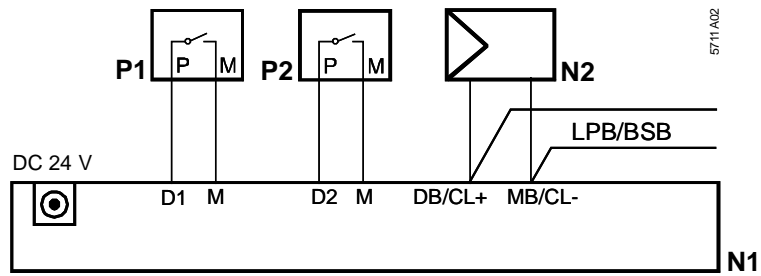 5711A02
P1 P M
P2 P M
N2
LPB/BSB
DC 24 V
D1 M D2 M DB/CL+ MB/CL-
N1